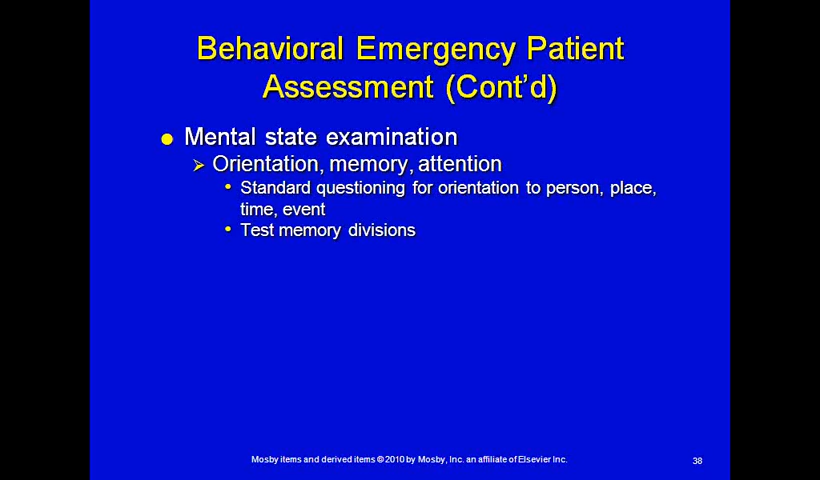 Behavioral Emergency Patient
Assessment (Cont’d)
Mental state examination
Orientation, memory, attention
Standard questioning for orientation to person, place,
time, event
Test memory divisions
Mosby items and derived items © 2010 by Mosby, Inc. an affiliate of Elsevier Inc.
38